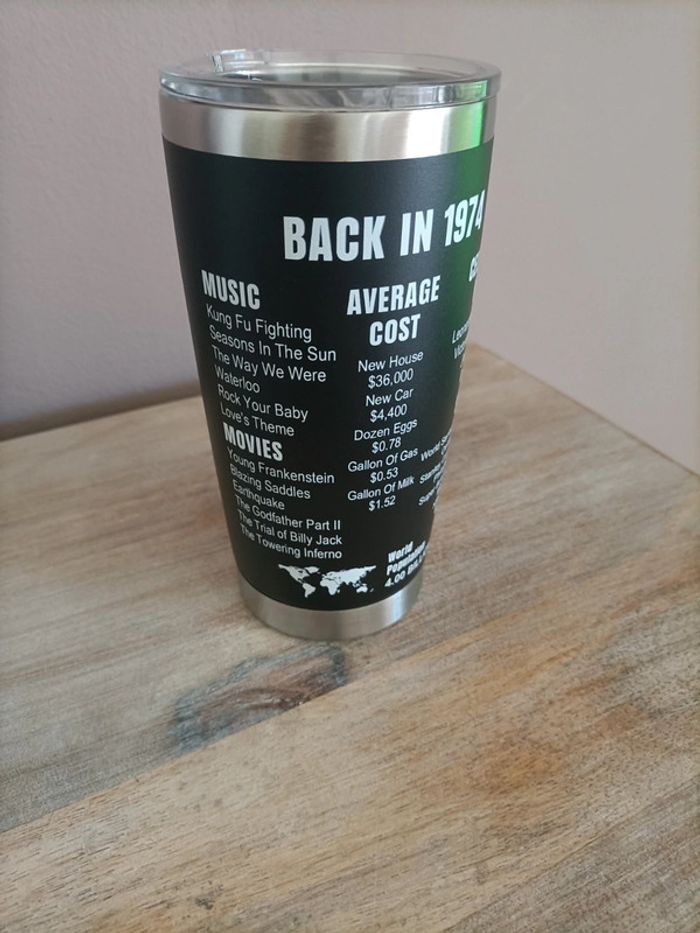 BACK IN 1974
MUSIC
Kung Fu Fighting
Seasons In The Sun
The Way We Were
Waterloo
Rock Your Baby
Love's Theme
MOVIES
Young Frankenstein
Blazing Saddles
Earthquake
The Godfather Part II
The Trial of Billy Jack
The Towering Inferno
AVERAGE
COST
New House
$36,000
New Car
$4,400
Dozen Eggs
$0.78
Gallon Of Gas
$0.53
Gallon Of Milk
$1.52
World
World
Population
4.00